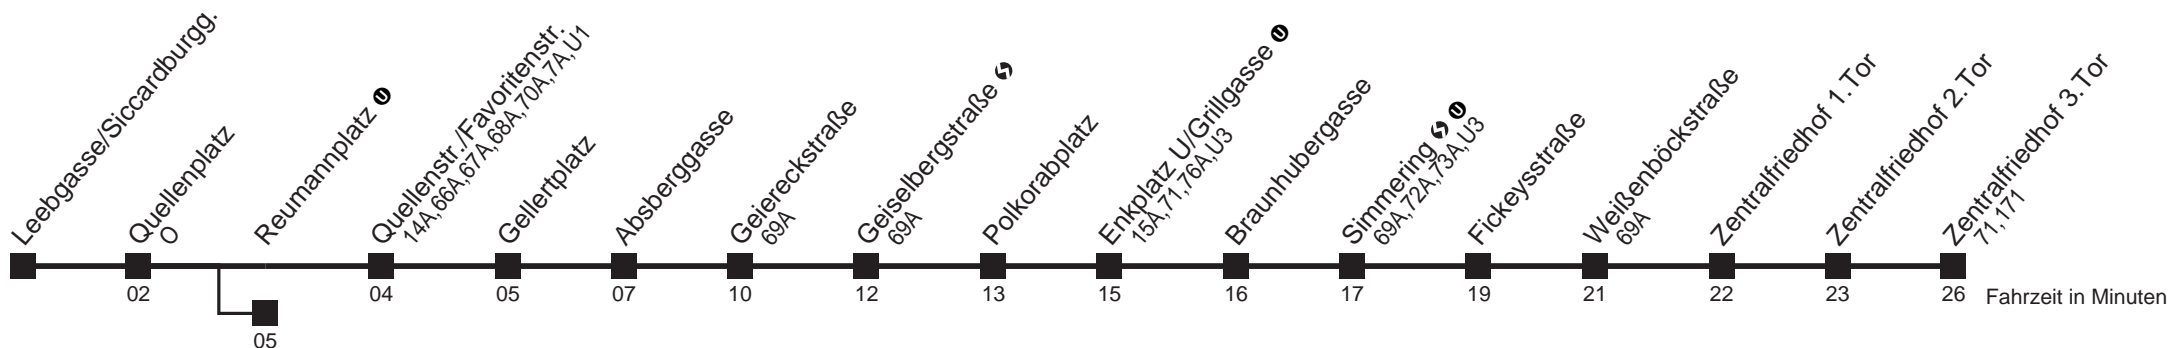 Leebgasse/Siccardburgg.
Quellenplatz
O
Reumannplatz U
Quellenstr./Favoritenstr.
14A,66A,67A,68A,70A,7A,U1
Gellertplatz
Absberggasse
Geiereckstraße
69A
Geiselbergstraße
69A
Polkorabplatz
Enkplatz U/Grillgasse U
15A,71,76A,U3
Braunhubergasse
Simmering U
69A,72A,73A,U3
Fickeysstraße
Weißenböckstraße
69A
Zentralfriedhof 1.Tor
Zentralfriedhof 2.Tor
Zentralfriedhof 3.Tor
71,171
02 04 05 07 10 12 13 15 16 17 19 21 22 23 26 Fahrzeit in Minuten
05